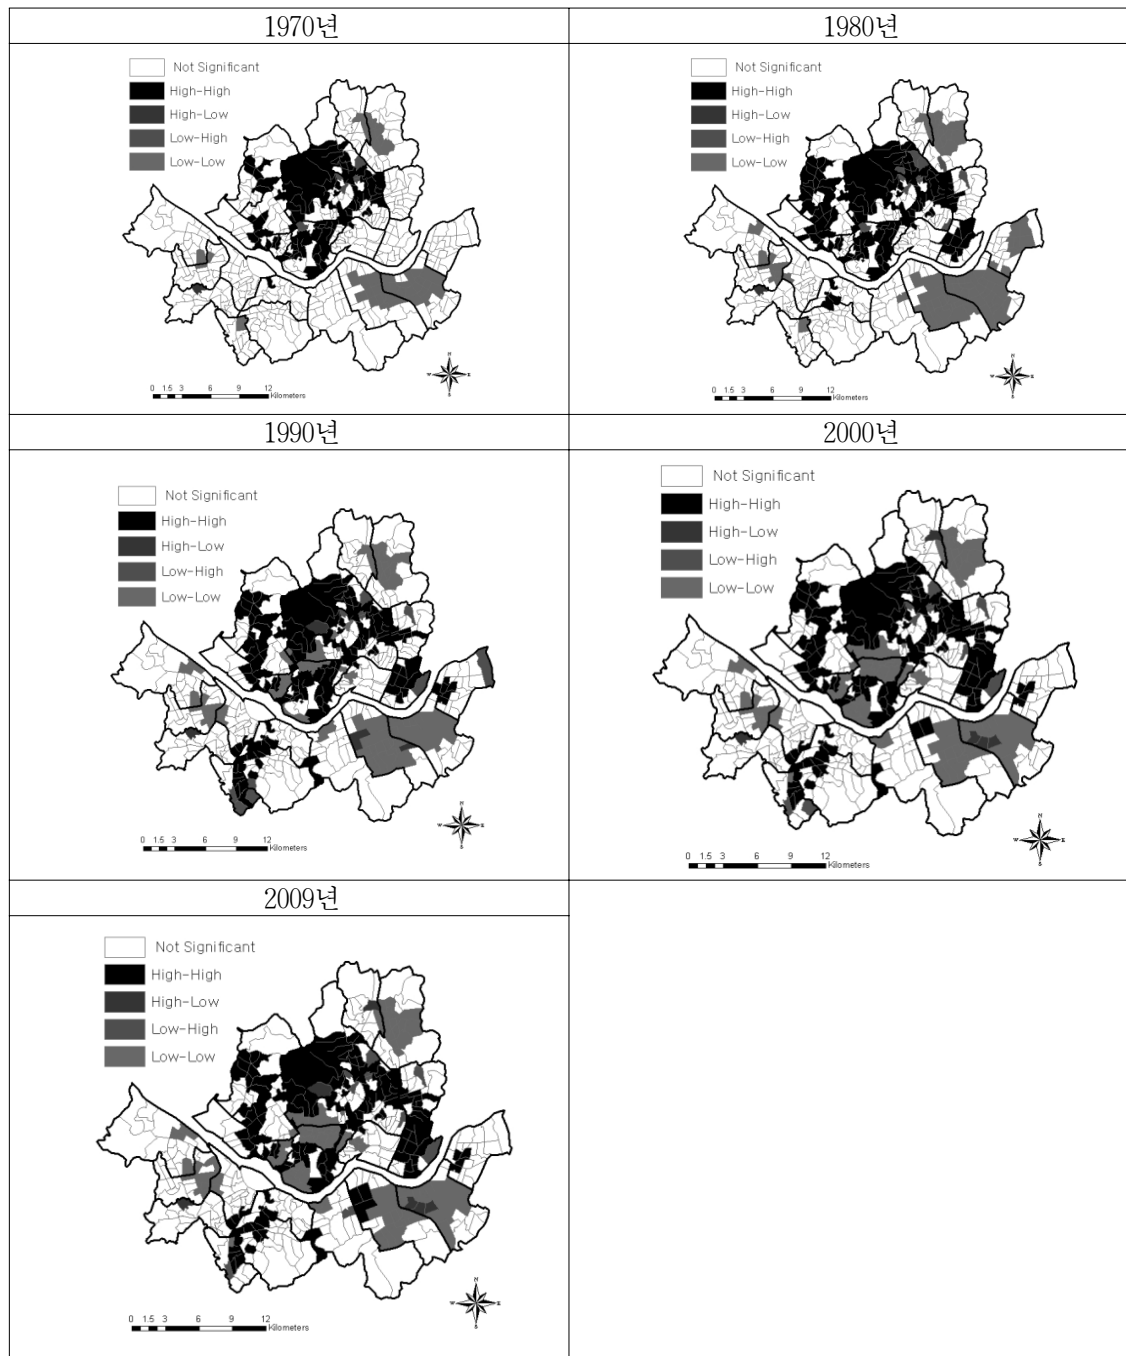 1970년
1980년
Not Significant
High-High
High-Low
Low-High
Low-Low
N
W E
S
0 1.5 3 6 9 12
Kilometers
Not Significant
High-High
High-Low
Low-High
Low-Low
N
W E
S
0 1.5 3 6 9 12
Kilometers
1990년
2000년
Not Significant
High-High
High-Low
Low-High
Low-Low
N
W E
S
0 1.5 3 6 9 12
Kilometers
Not Significant
High-High
High-Low
Low-High
Low-Low
N
W E
S
0 1.5 3 6 9 12
Kilometers
2009년
Not Significant
High-High
High-Low
Low-High
Low-Low
N
W E
S
0 1.5 3 6 9 12
Kilometers